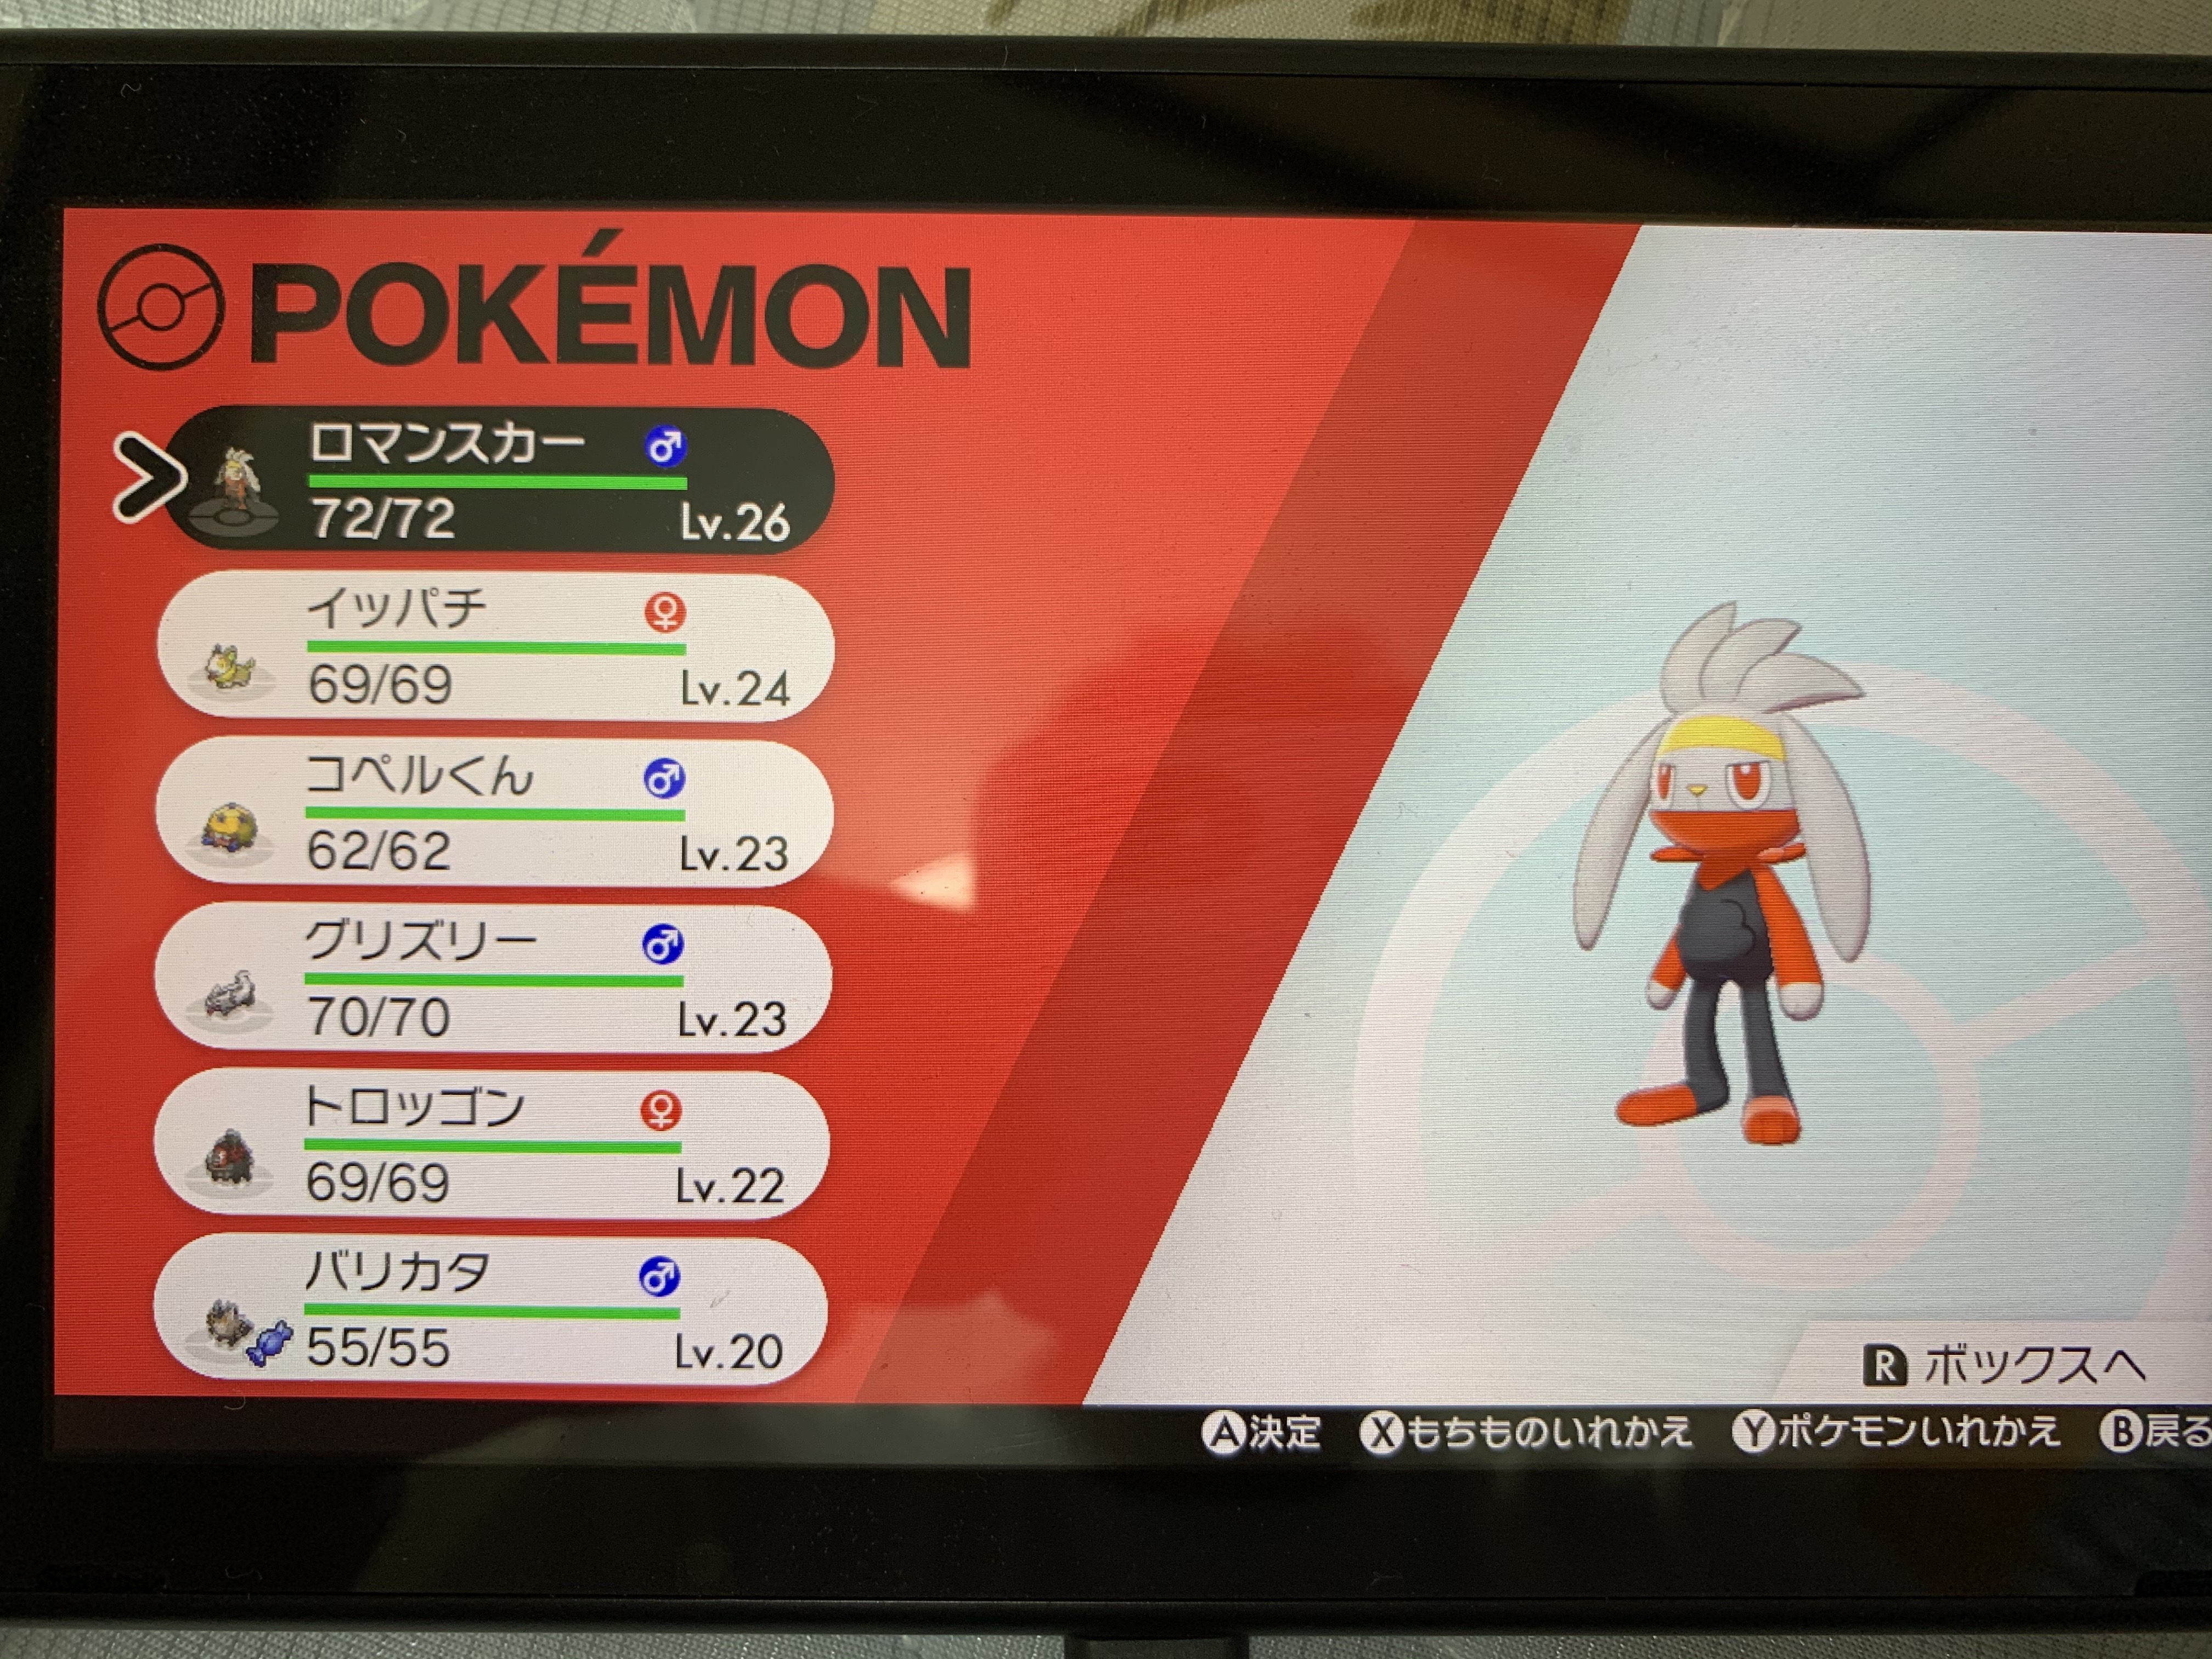 POKÉMON
ロマンスカー ♂
72/72 Lv.26
イッパチ ♀
69/69 Lv.24
コペルくん ♂
62/62 Lv.23
グリズリー ♂
70/70 Lv.23
トロッゴン ♀
69/69 Lv.22
バリカタ ♂
55/55 Lv.20
R ボックスへ
A 決定 X もちものいれかえ Y ポケモンいれかえ B 戻る